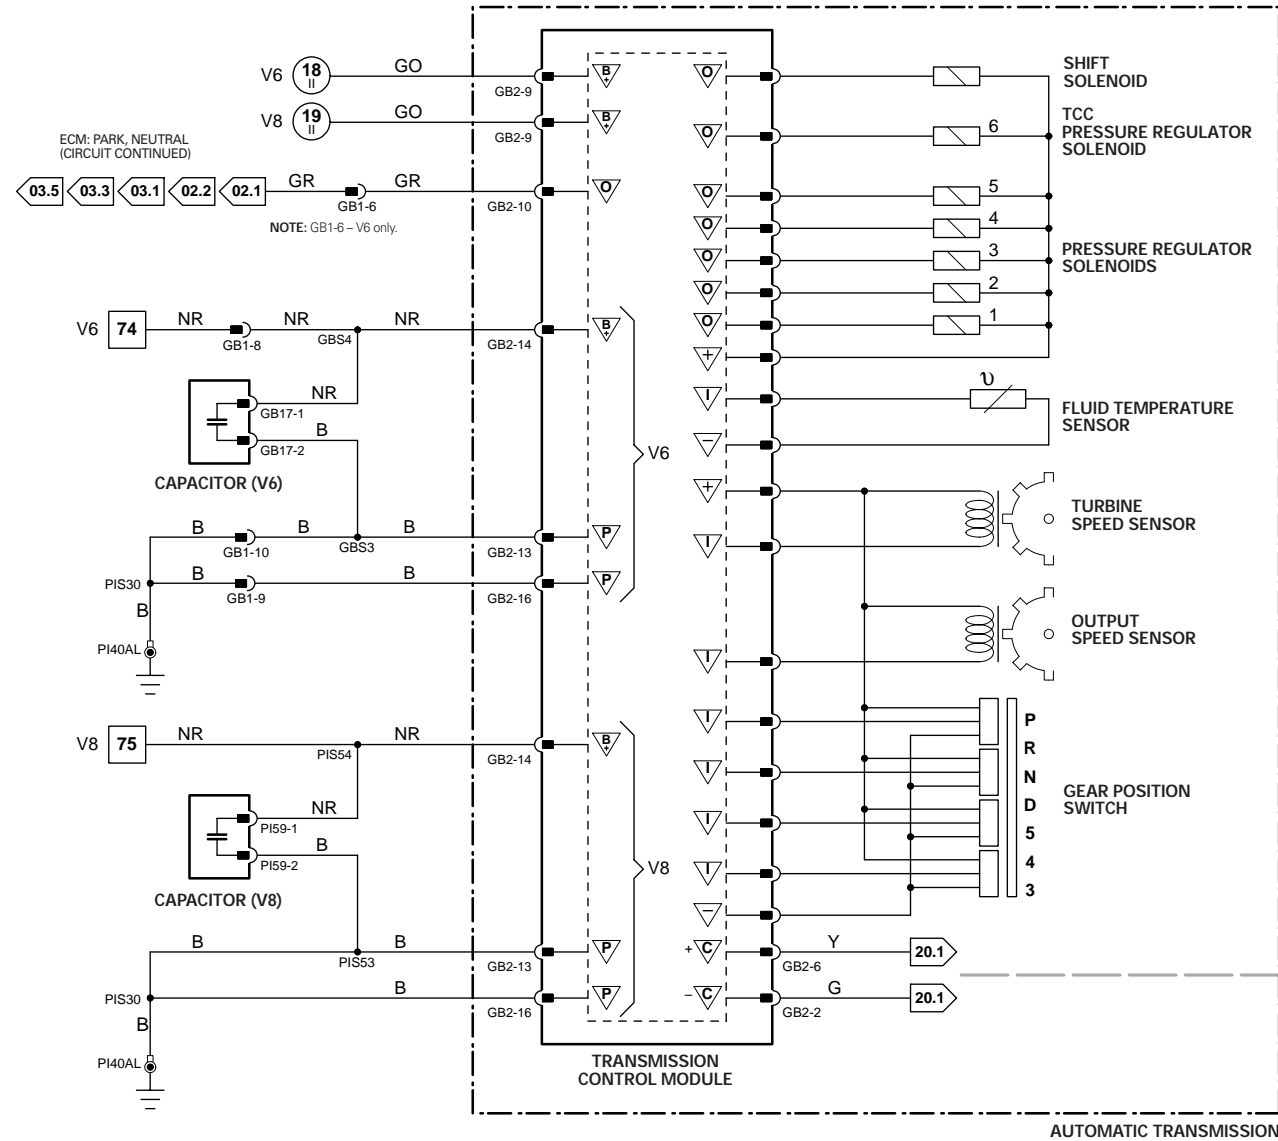 V6 18 II GO GB2-9 B+ O SHIFT
SOLENOID
V8 19 II GO GB2-9 B+ O 6 TCC
PRESSURE REGULATOR
SOLENOID
ECM: PARK, NEUTRAL
(CIRCUIT CONTINUED)
03.5 03.3 03.1 02.2 02.1 GR GB1-6 GR GB2-10 O
NOTE: GB1-6 – V6 only.
O 5
O 4
O 3
O 2
O 1
PRESSURE REGULATOR
SOLENOIDS
V6 74 NR GB1-8 NR GBS4 NR GB2-14 B+
+
NR GB17-1
B GB17-2
CAPACITOR (V6)
I υ
–
FLUID TEMPERATURE
SENSOR
V6
+
I
TURBINE
SPEED SENSOR
B GB1-10 B GBS3 B GB2-13 P
PIS30 B GB1-9 B GB2-16 P
B
PI40AL
I
OUTPUT
SPEED SENSOR
V8 75 NR PIS54 NR GB2-14 B+
I
I
I
I
–
P
R
N
D
5
4
3
GEAR POSITION
SWITCH
NR PI59-1
B PI59-2
CAPACITOR (V8)
V8
B PIS53 B GB2-13 P + C GB2-6 Y 20.1
PIS30 B GB2-16 P – C GB2-2 G 20.1
B
PI40AL
TRANSMISSION
CONTROL MODULE
AUTOMATIC TRANSMISSION